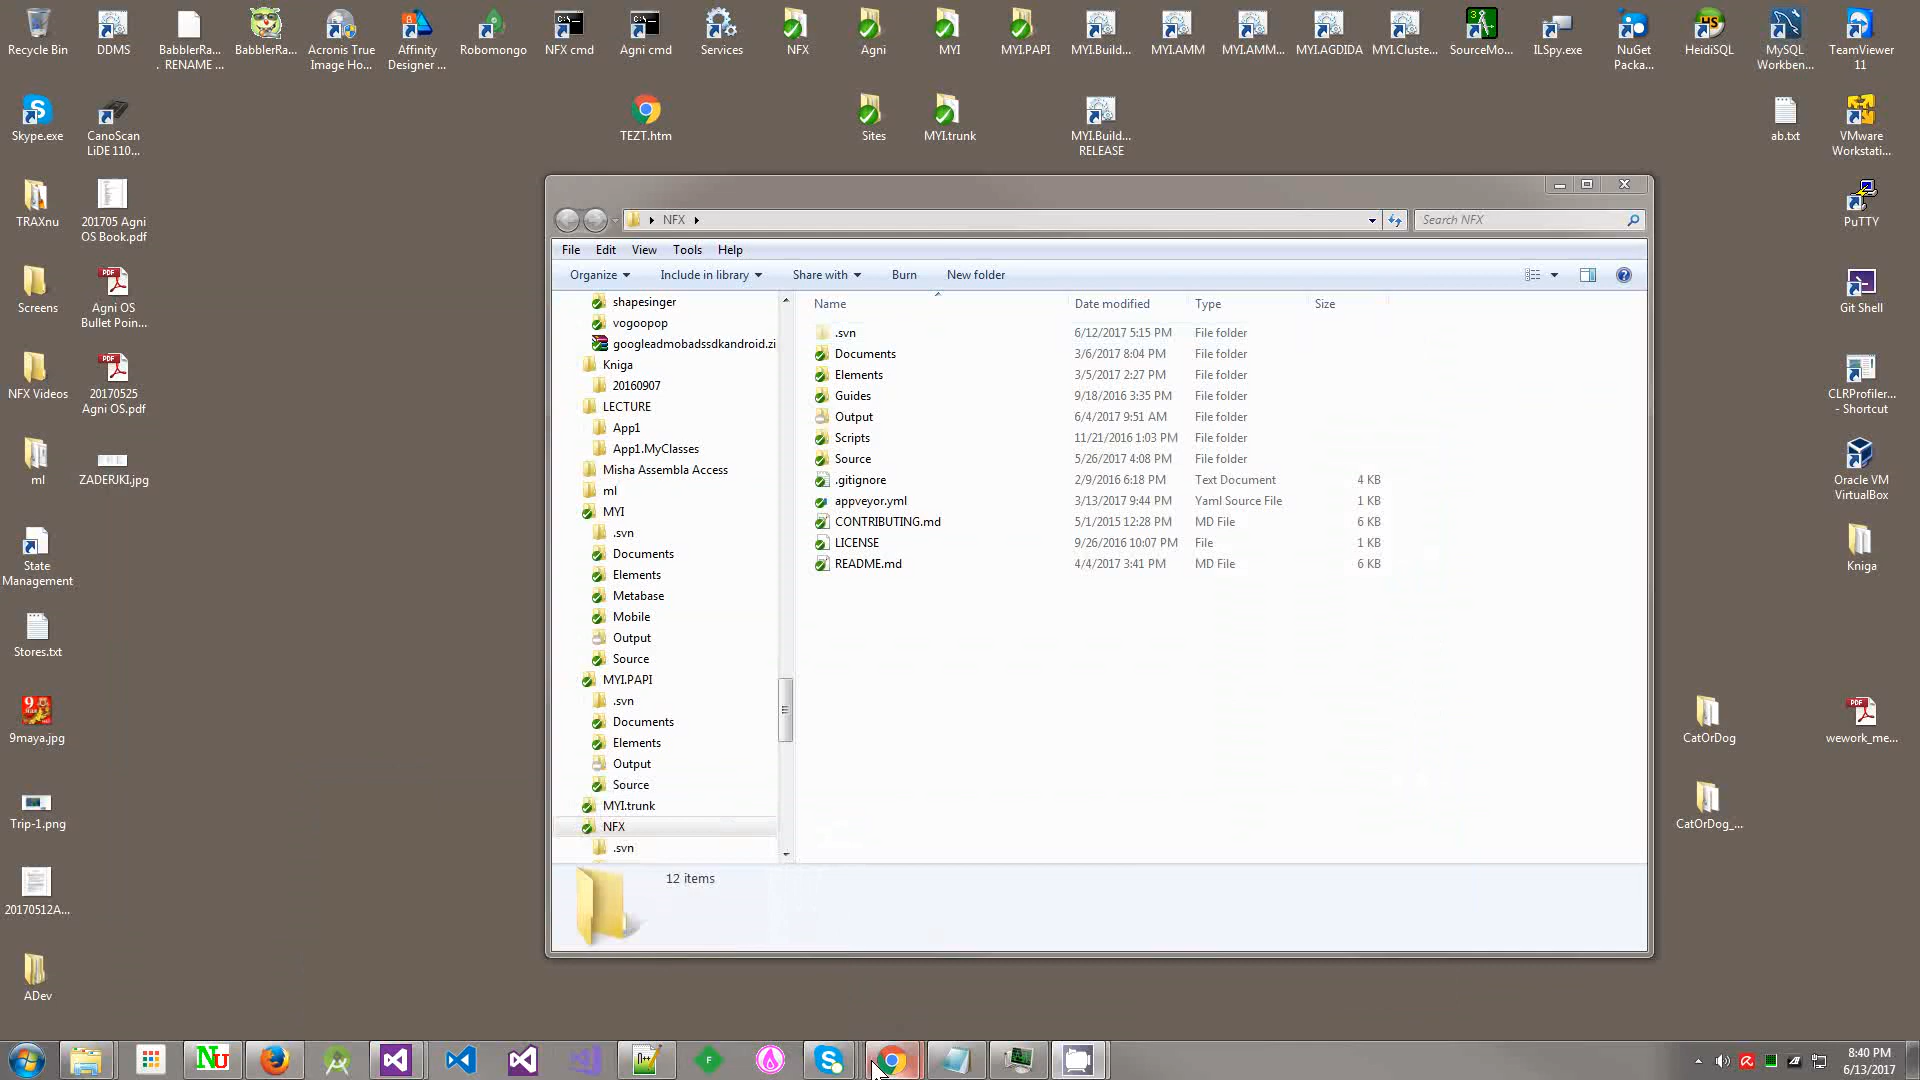 Recycle Bin
DDMS
BabblerRa...
. RENAME ...
BabblerRa...
Acronis True
Image Ho...
Affinity
Designer ...
Robomongo
NFX cmd
Agni cmd
Services
NFX
Agni
MYI
MYI.PAPI
MYI.Build...
MYI.AMM
MYI.AMM...
MYI.AGDIDA
MYI.Cluste...
SourceMo...
ILSpy.exe
NuGet
Packa...
HeidiSQL
MySQL
Workben...
TeamViewer
11
Skype.exe
CanoScan
LiDE 110...
TEZT.htm
Sites
MYI.trunk
MYI.Build...
RELEASE
ab.txt
VMware
Workstati...
TRAXnu
201705 Agni
OS Book.pdf
PuTTY
Screens
Agni OS
Bullet Poin...
Git Shell
NFX Videos
20170525
Agni OS.pdf
CLRProfiler...
- Shortcut
ml
ZADERJKI.jpg
Oracle VM
VirtualBox
State
Management
Kniga
Stores.txt
9maya.jpg
CatOrDog
wework_me...
Trip-1.png
CatOrDog_...
20170512A...
ADev
NFX
Search NFX
File Edit View Tools Help
Organize Include in library Share with Burn New folder
shapesinger
vogoopop
googleadmobadssdkandroid.zi
Kniga
20160907
LECTURE
App1
App1.MyClasses
Misha Assembla Access
ml
MYI
.svn
Documents
Elements
Metabase
Mobile
Output
Source
MYI.PAPI
.svn
Documents
Elements
Output
Source
MYI.trunk
NFX
.svn
Name Date modified Type Size
.svn 6/12/2017 5:15 PM File folder
Documents 3/6/2017 8:04 PM File folder
Elements 3/5/2017 2:27 PM File folder
Guides 9/18/2016 3:35 PM File folder
Output 6/4/2017 9:51 AM File folder
Scripts 11/21/2016 1:03 PM File folder
Source 5/26/2017 4:08 PM File folder
.gitignore 2/9/2016 6:18 PM Text Document 4 KB
appveyor.yml 3/13/2017 9:44 PM Yaml Source File 1 KB
CONTRIBUTING.md 5/1/2015 12:28 PM MD File 6 KB
LICENSE 9/26/2016 10:07 PM File 1 KB
README.md 4/4/2017 3:41 PM MD File 6 KB
12 items
8:40 PM
6/13/2017